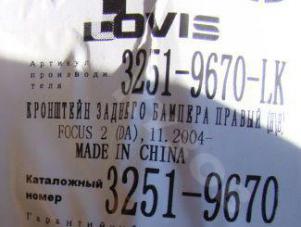 LOVIS
Артикул
производи
теля
3251-9670-LK
КРОНШТЕЙН ЗАДНЕГО БАМПЕРА ПРАВЫЙ
FOCUS 2 (DA), 11.2004-
MADE IN CHINA
Каталожный
номер
3251-9670